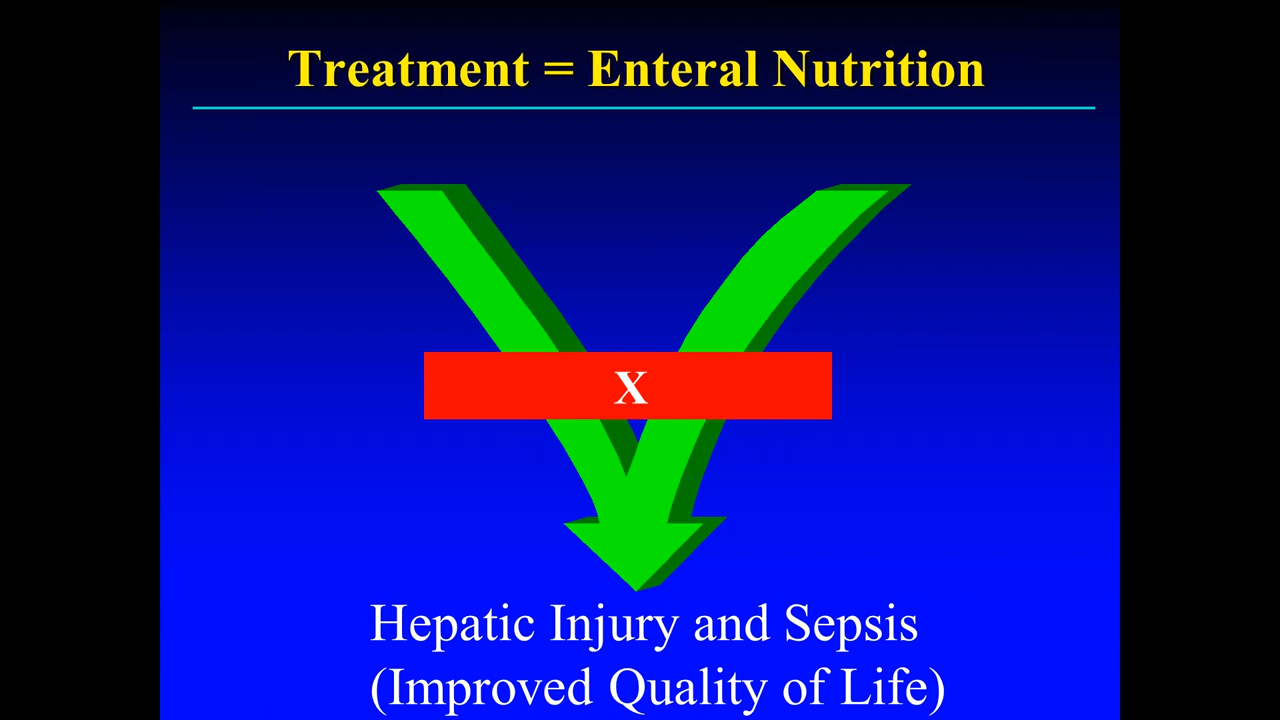 Treatment = Enteral Nutrition
X
Hepatic Injury and Sepsis
(Improved Quality of Life)